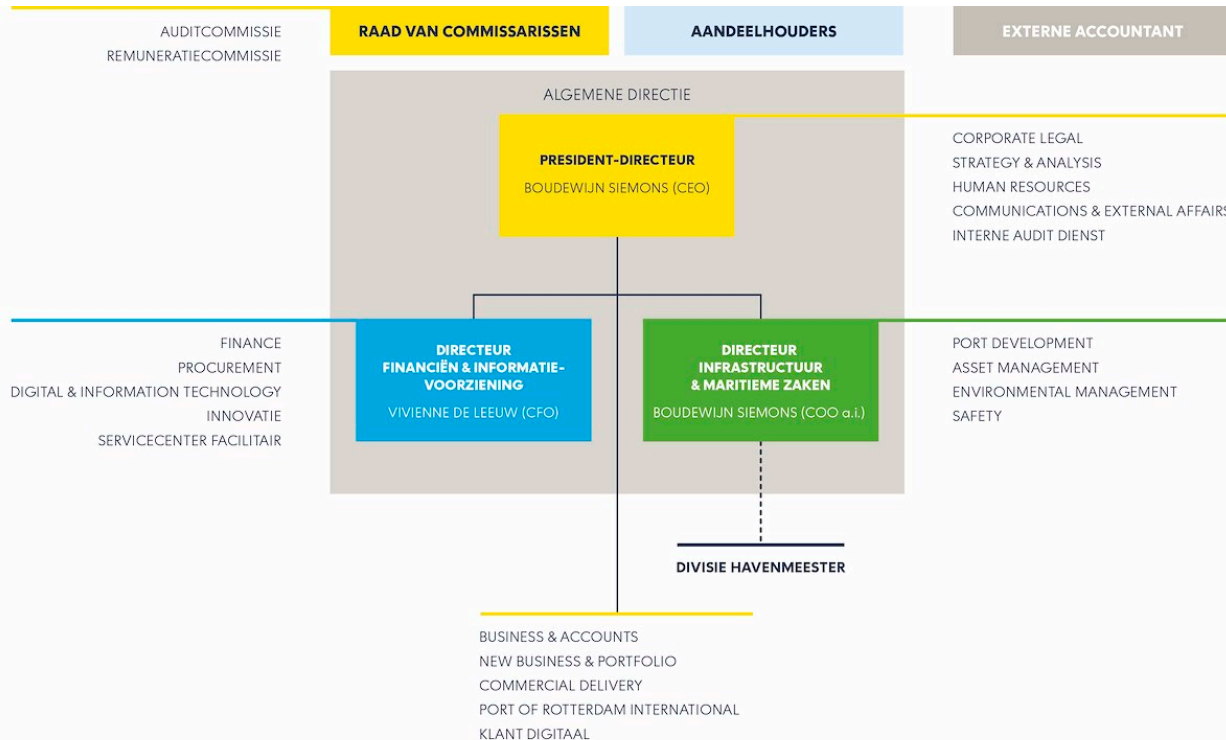 AUDITCOMMISSIE
REMUNERATIECOMMISSIE
RAAD VAN COMMISSARISSEN
AANDEELHOUDERS
EXTERNE ACCOUNTANT
ALGEMENE DIRECTIE
PRESIDENT-DIRECTEUR
BOUDEWIJN SIEMONS (CEO)
CORPORATE LEGAL
STRATEGY & ANALYSIS
HUMAN RESOURCES
COMMUNICATIONS & EXTERNAL AFFAIRS
INTERNE AUDIT DIENST
FINANCE
PROCUREMENT
DIGITAL & INFORMATION TECHNOLOGY
INNOVATIE
SERVICECENTER FACILITAIR
DIRECTEUR
FINANCIËN & INFORMATIE-
VOORZIENING
VIVIENNE DE LEEUW (CFO)
DIRECTEUR
INFRASTRUCTUUR
& MARITIEME ZAKEN
BOUDEWIJN SIEMONS (COO a.i.)
PORT DEVELOPMENT
ASSET MANAGEMENT
ENVIRONMENTAL MANAGEMENT
SAFETY
DIVISIE HAVENMEESTER
BUSINESS & ACCOUNTS
NEW BUSINESS & PORTFOLIO
COMMERCIAL DELIVERY
PORT OF ROTTERDAM INTERNATIONAL
KLANT DIGITAAL